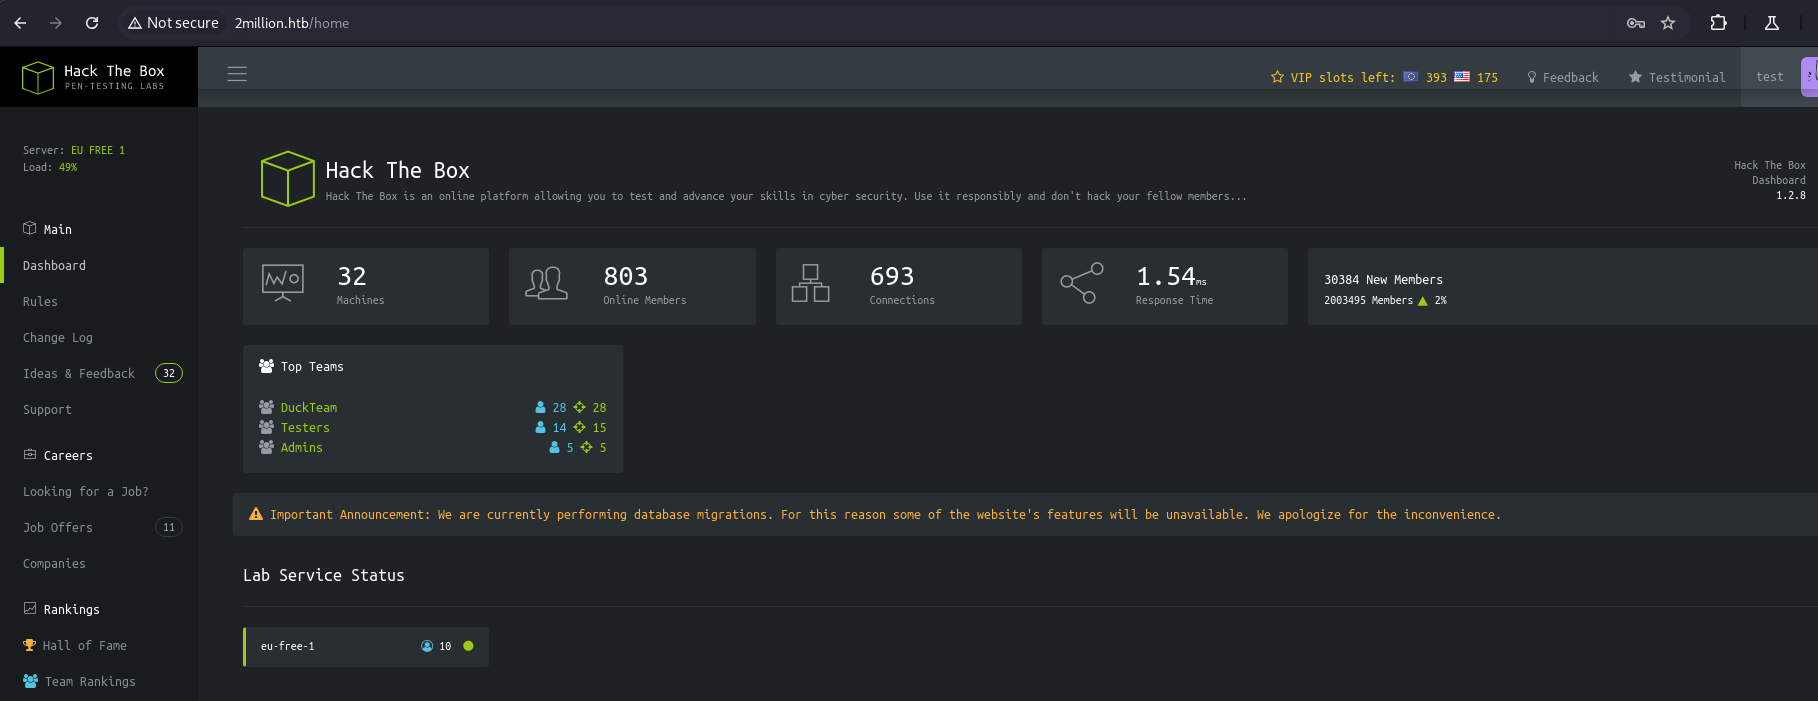 Not secure 2million.htb/home
Hack The Box
PEN-TESTING LABS
VIP slots left: 393 175 Feedback Testimonial test
Server: EU FREE 1
Load: 49%
Main
Dashboard
Rules
Change Log
Ideas & Feedback 32
Support
Careers
Looking for a Job?
Job Offers 11
Companies
Rankings
Hall of Fame
Team Rankings
Hack The Box
Hack The Box is an online platform allowing you to test and advance your skills in cyber security. Use it responsibly and don't hack your fellow members...
Hack The Box
Dashboard
1.2.8
32
Machines
803
Online Members
693
Connections
1.54ms
Response Time
30384 New Members
2003495 Members 2%
Top Teams
DuckTeam 28 28
Testers 14 15
Admins 5 5
Important Announcement: We are currently performing database migrations. For this reason some of the website's features will be unavailable. We apologize for the inconvenience.
Lab Service Status
eu-free-1 10